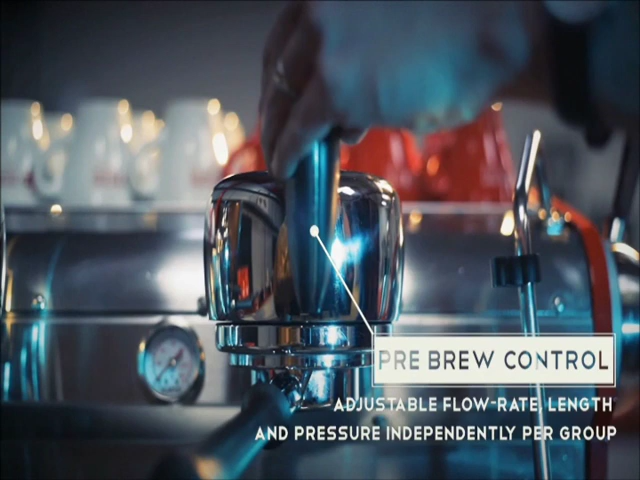 PRE BREW CONTROL
ADJUSTABLE FLOW-RATE, LENGTH
AND PRESSURE INDEPENDENTLY PER GROUP